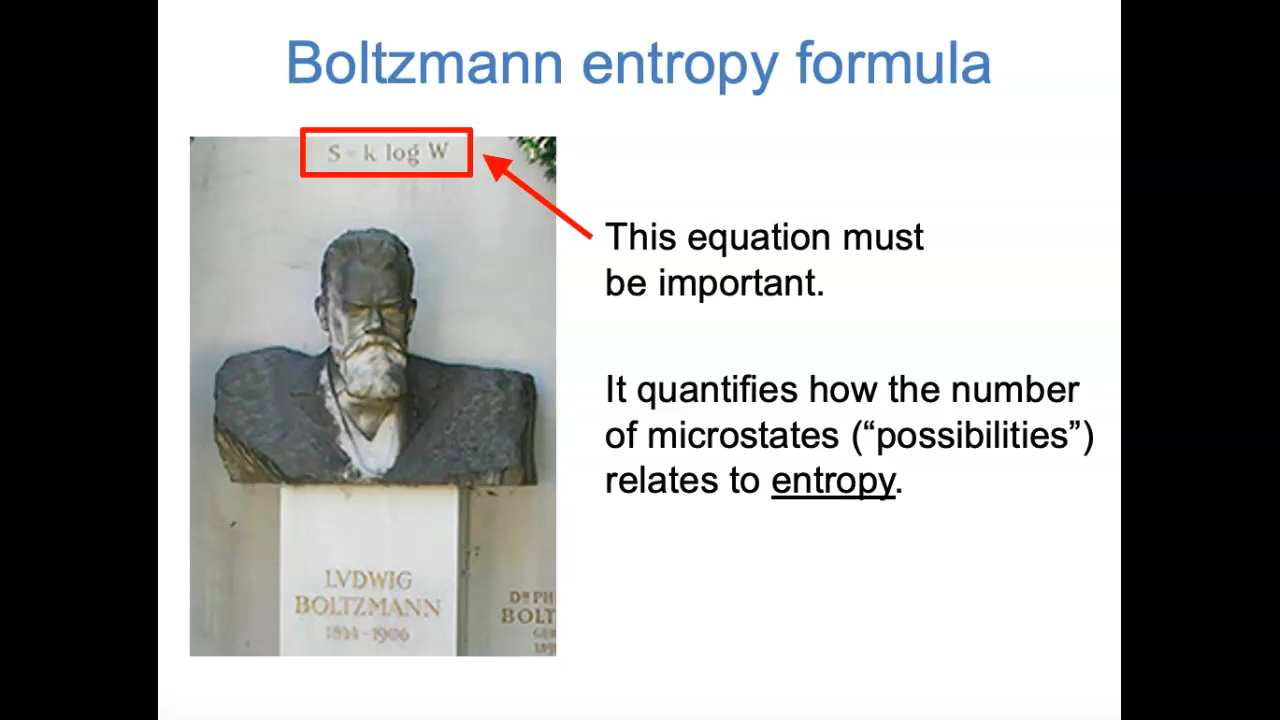 Boltzmann entropy formula
S = k log W
This equation must
be important.
It quantifies how the number
of microstates (“possibilities”)
relates to entropy.
LVDWIG
BOLTZMANN
1844-1906